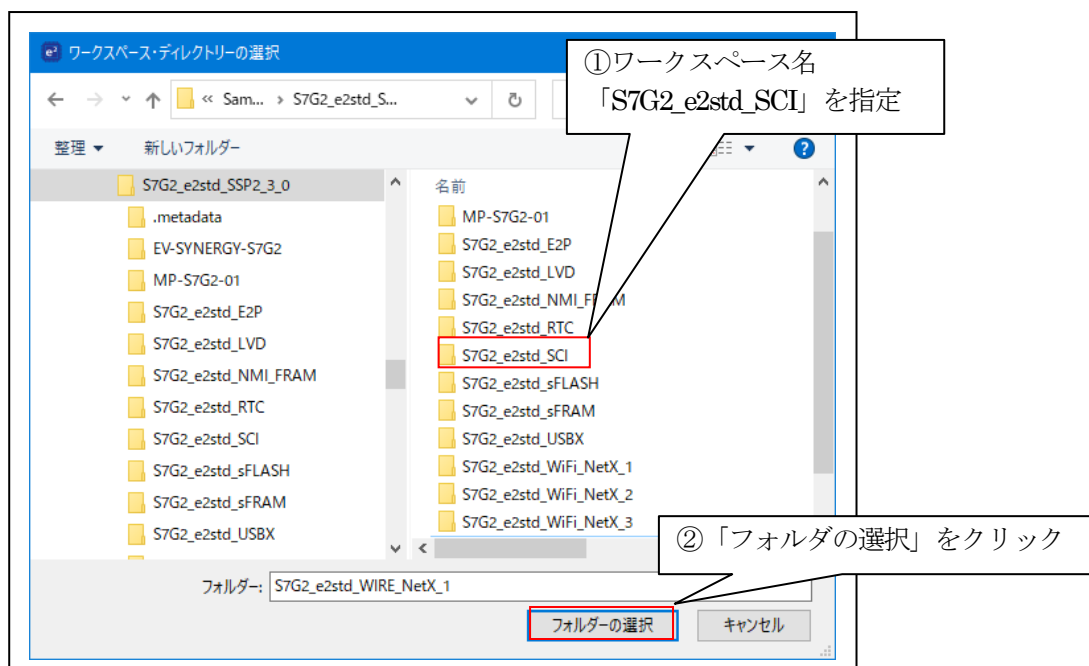 e² ワークスペース・ディレクトリーの選択
①ワークスペース名
「S7G2_e2std_SCI」を指定
« Sam... › S7G2_e2std_S...
整理 新しいフォルダー
S7G2_e2std_SSP2_3_0
.metadata
EV-SYNERGY-S7G2
MP-S7G2-01
S7G2_e2std_E2P
S7G2_e2std_LVD
S7G2_e2std_NMI_FRAM
S7G2_e2std_RTC
S7G2_e2std_SCI
S7G2_e2std_sFLASH
S7G2_e2std_sFRAM
S7G2_e2std_USBX
名前
MP-S7G2-01
S7G2_e2std_E2P
S7G2_e2std_LVD
S7G2_e2std_NMI_FRAM
S7G2_e2std_RTC
S7G2_e2std_SCI
S7G2_e2std_sFLASH
S7G2_e2std_sFRAM
S7G2_e2std_USBX
S7G2_e2std_WiFi_NetX_1
S7G2_e2std_WiFi_NetX_2
S7G2_e2std_WiFi_NetX_3
②「フォルダの選択」をクリック
フォルダー: S7G2_e2std_WIRE_NetX_1
フォルダーの選択 キャンセル